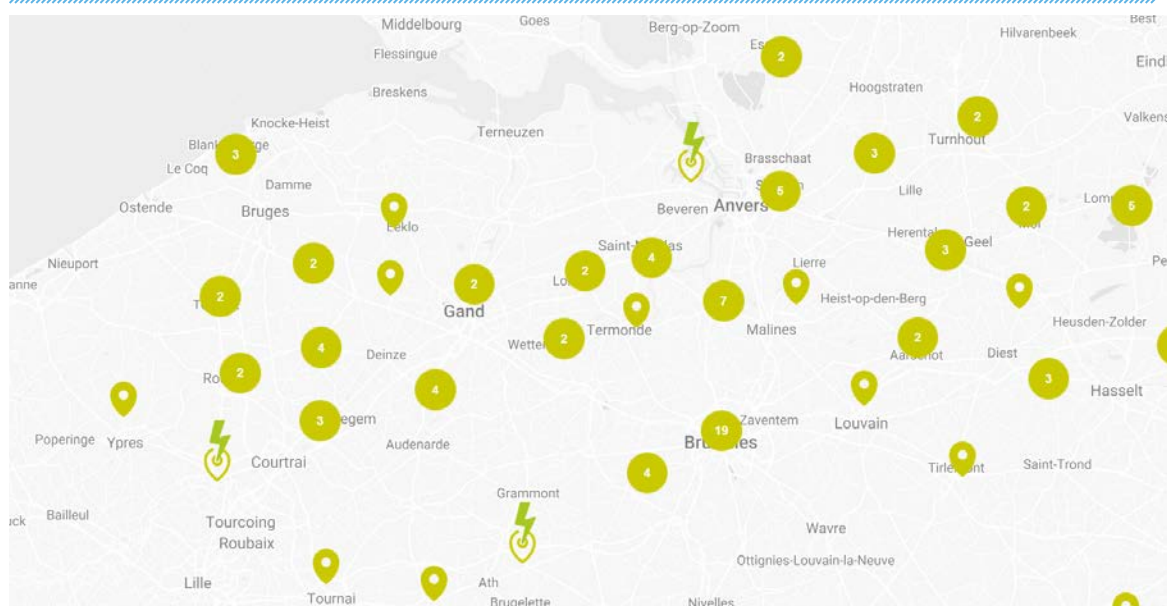 Middelbourg
Goes
Berg-op-Zoom
Best
Hilvarenbeek
Flessingue
2
Breskens
Hoogstraten
Knocke-Heist
Terneuzen
2
Turnhout
Valkens
3
3
Brasschaat
Le Coq
Damme
5
Lille
Ostende
Bruges
Beveren
Anvers
2
5
Nieuport
2
4
3
Geel
Lierre
2
2
2
Gand
7
Heist-op-den-Berg
Termonde
Malines
Heusden-Zolder
4
Deinze
2
2
Diest
2
4
3
Hasselt
Poperinge
Ypres
3
Audenarde
19
Zaventem
Louvain
Courtrai
4
Saint-Trond
Grammont
Bailleul
Tourcoing
Roubaix
Wavre
Ottignies-Louvain-la-Neuve
Lille
Tournai
Ath
Brugelette
Nivelles